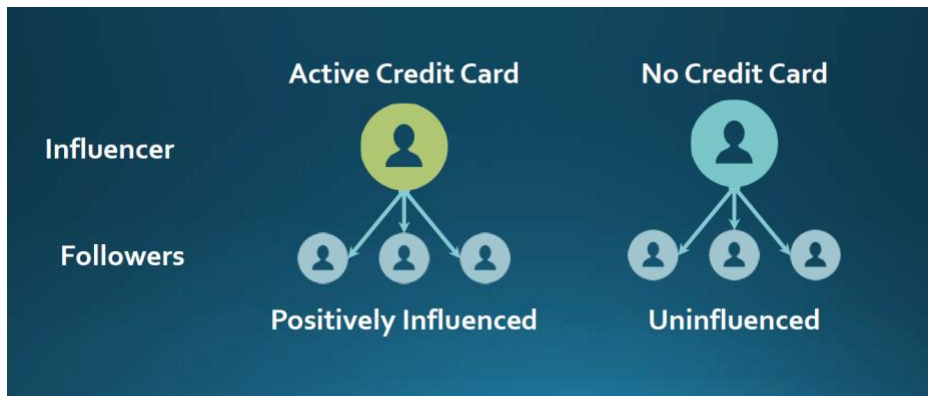 Active Credit Card
No Credit Card
Influencer
Followers
Positively Influenced
Uninfluenced